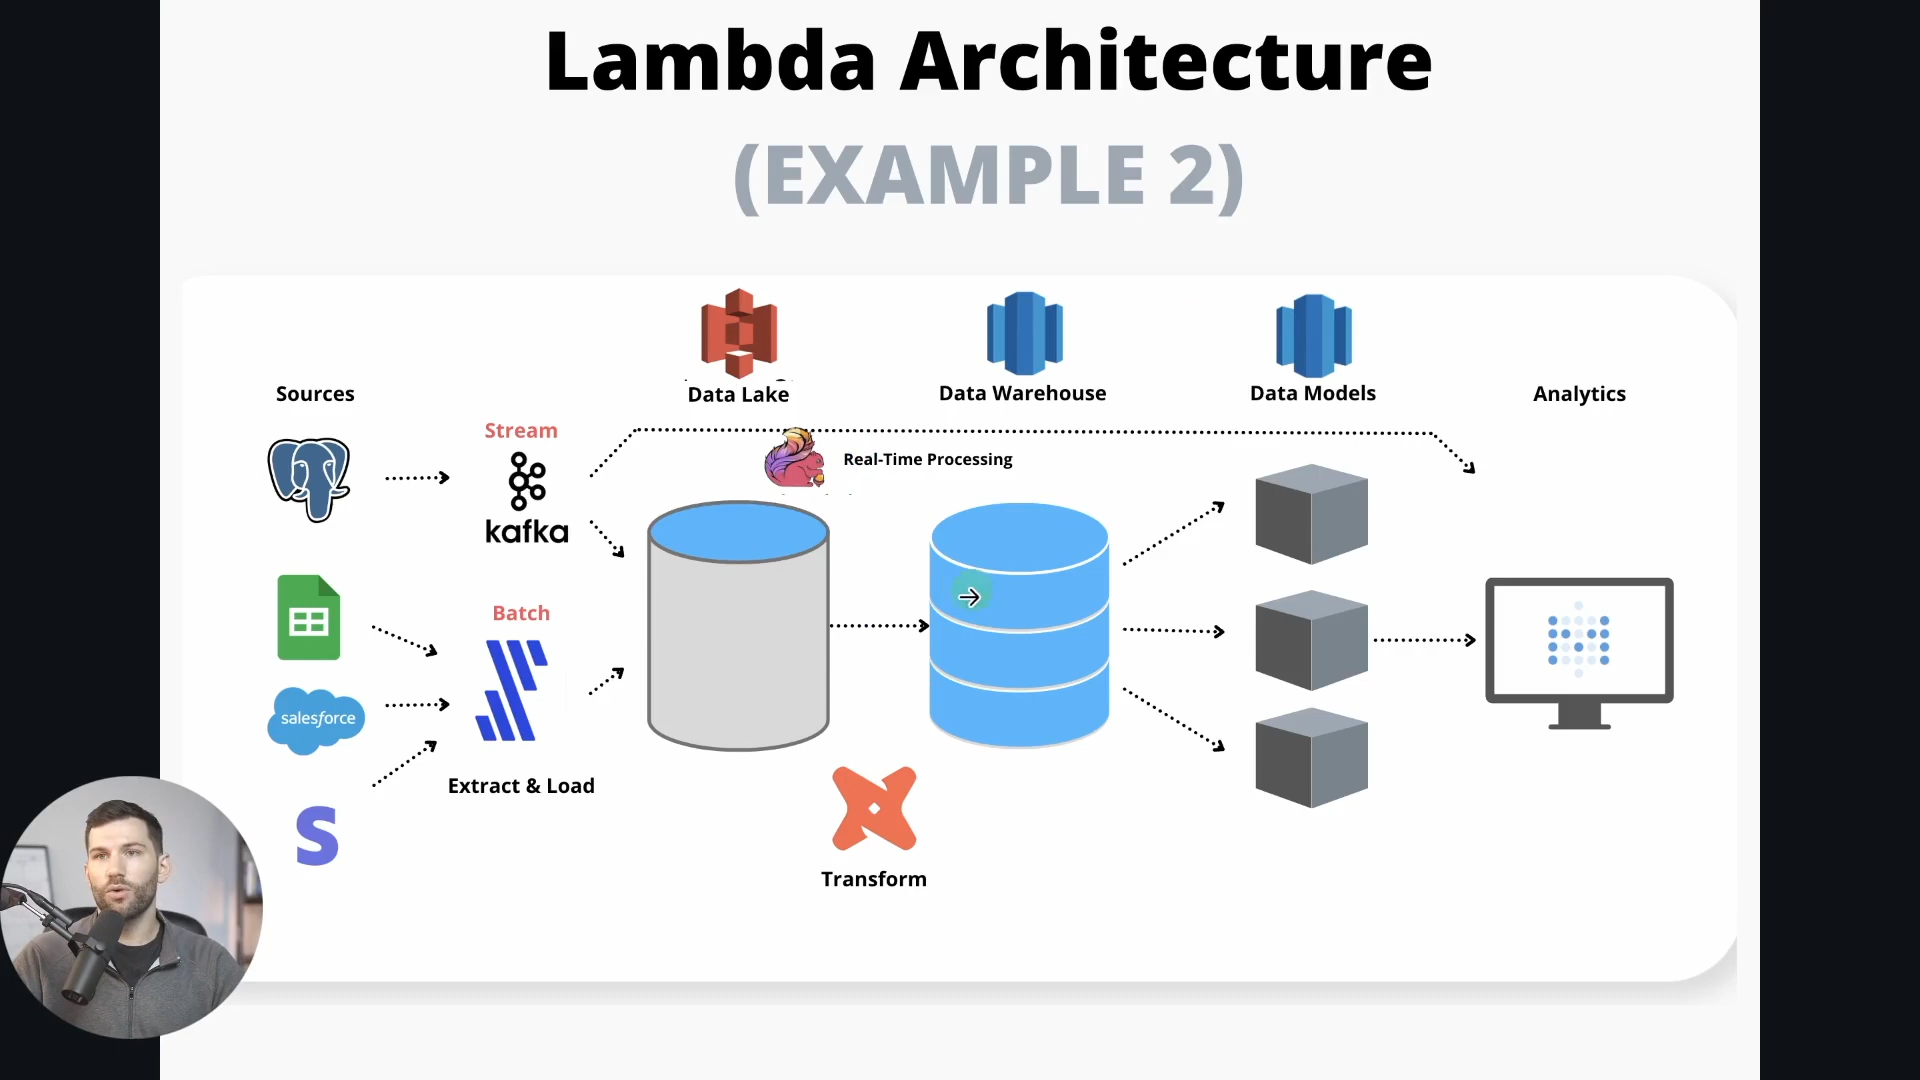 Lambda Architecture
(EXAMPLE 2)
Sources
Data Lake
Data Warehouse
Data Models
Analytics
Stream
kafka
Real-Time Processing
Batch
salesforce
Extract & Load
S
Transform